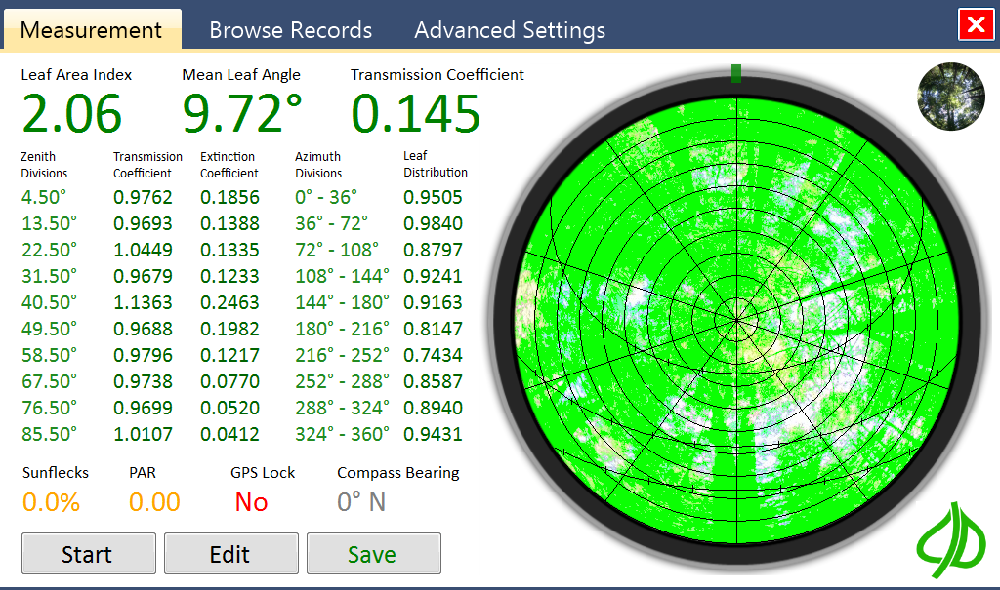 Measurement Browse Records Advanced Settings
Leaf Area Index Mean Leaf Angle Transmission Coefficient
2.06 9.72° 0.145
Zenith Transmission Extinction Azimuth Leaf
Divisions Coefficient Coefficient Divisions Distribution
4.50° 0.9762 0.1856 0° - 36° 0.9505
13.50° 0.9693 0.1388 36° - 72° 0.9840
22.50° 1.0449 0.1335 72° - 108° 0.8797
31.50° 0.9679 0.1233 108° - 144° 0.9241
40.50° 1.1363 0.2463 144° - 180° 0.9163
49.50° 0.9688 0.1982 180° - 216° 0.8147
58.50° 0.9796 0.1217 216° - 252° 0.7434
67.50° 0.9738 0.0770 252° - 288° 0.8587
76.50° 0.9699 0.0520 288° - 324° 0.8940
85.50° 1.0107 0.0412 324° - 360° 0.9431
Sunflecks PAR GPS Lock Compass Bearing
0.0% 0.00 No 0° N
Start Edit Save